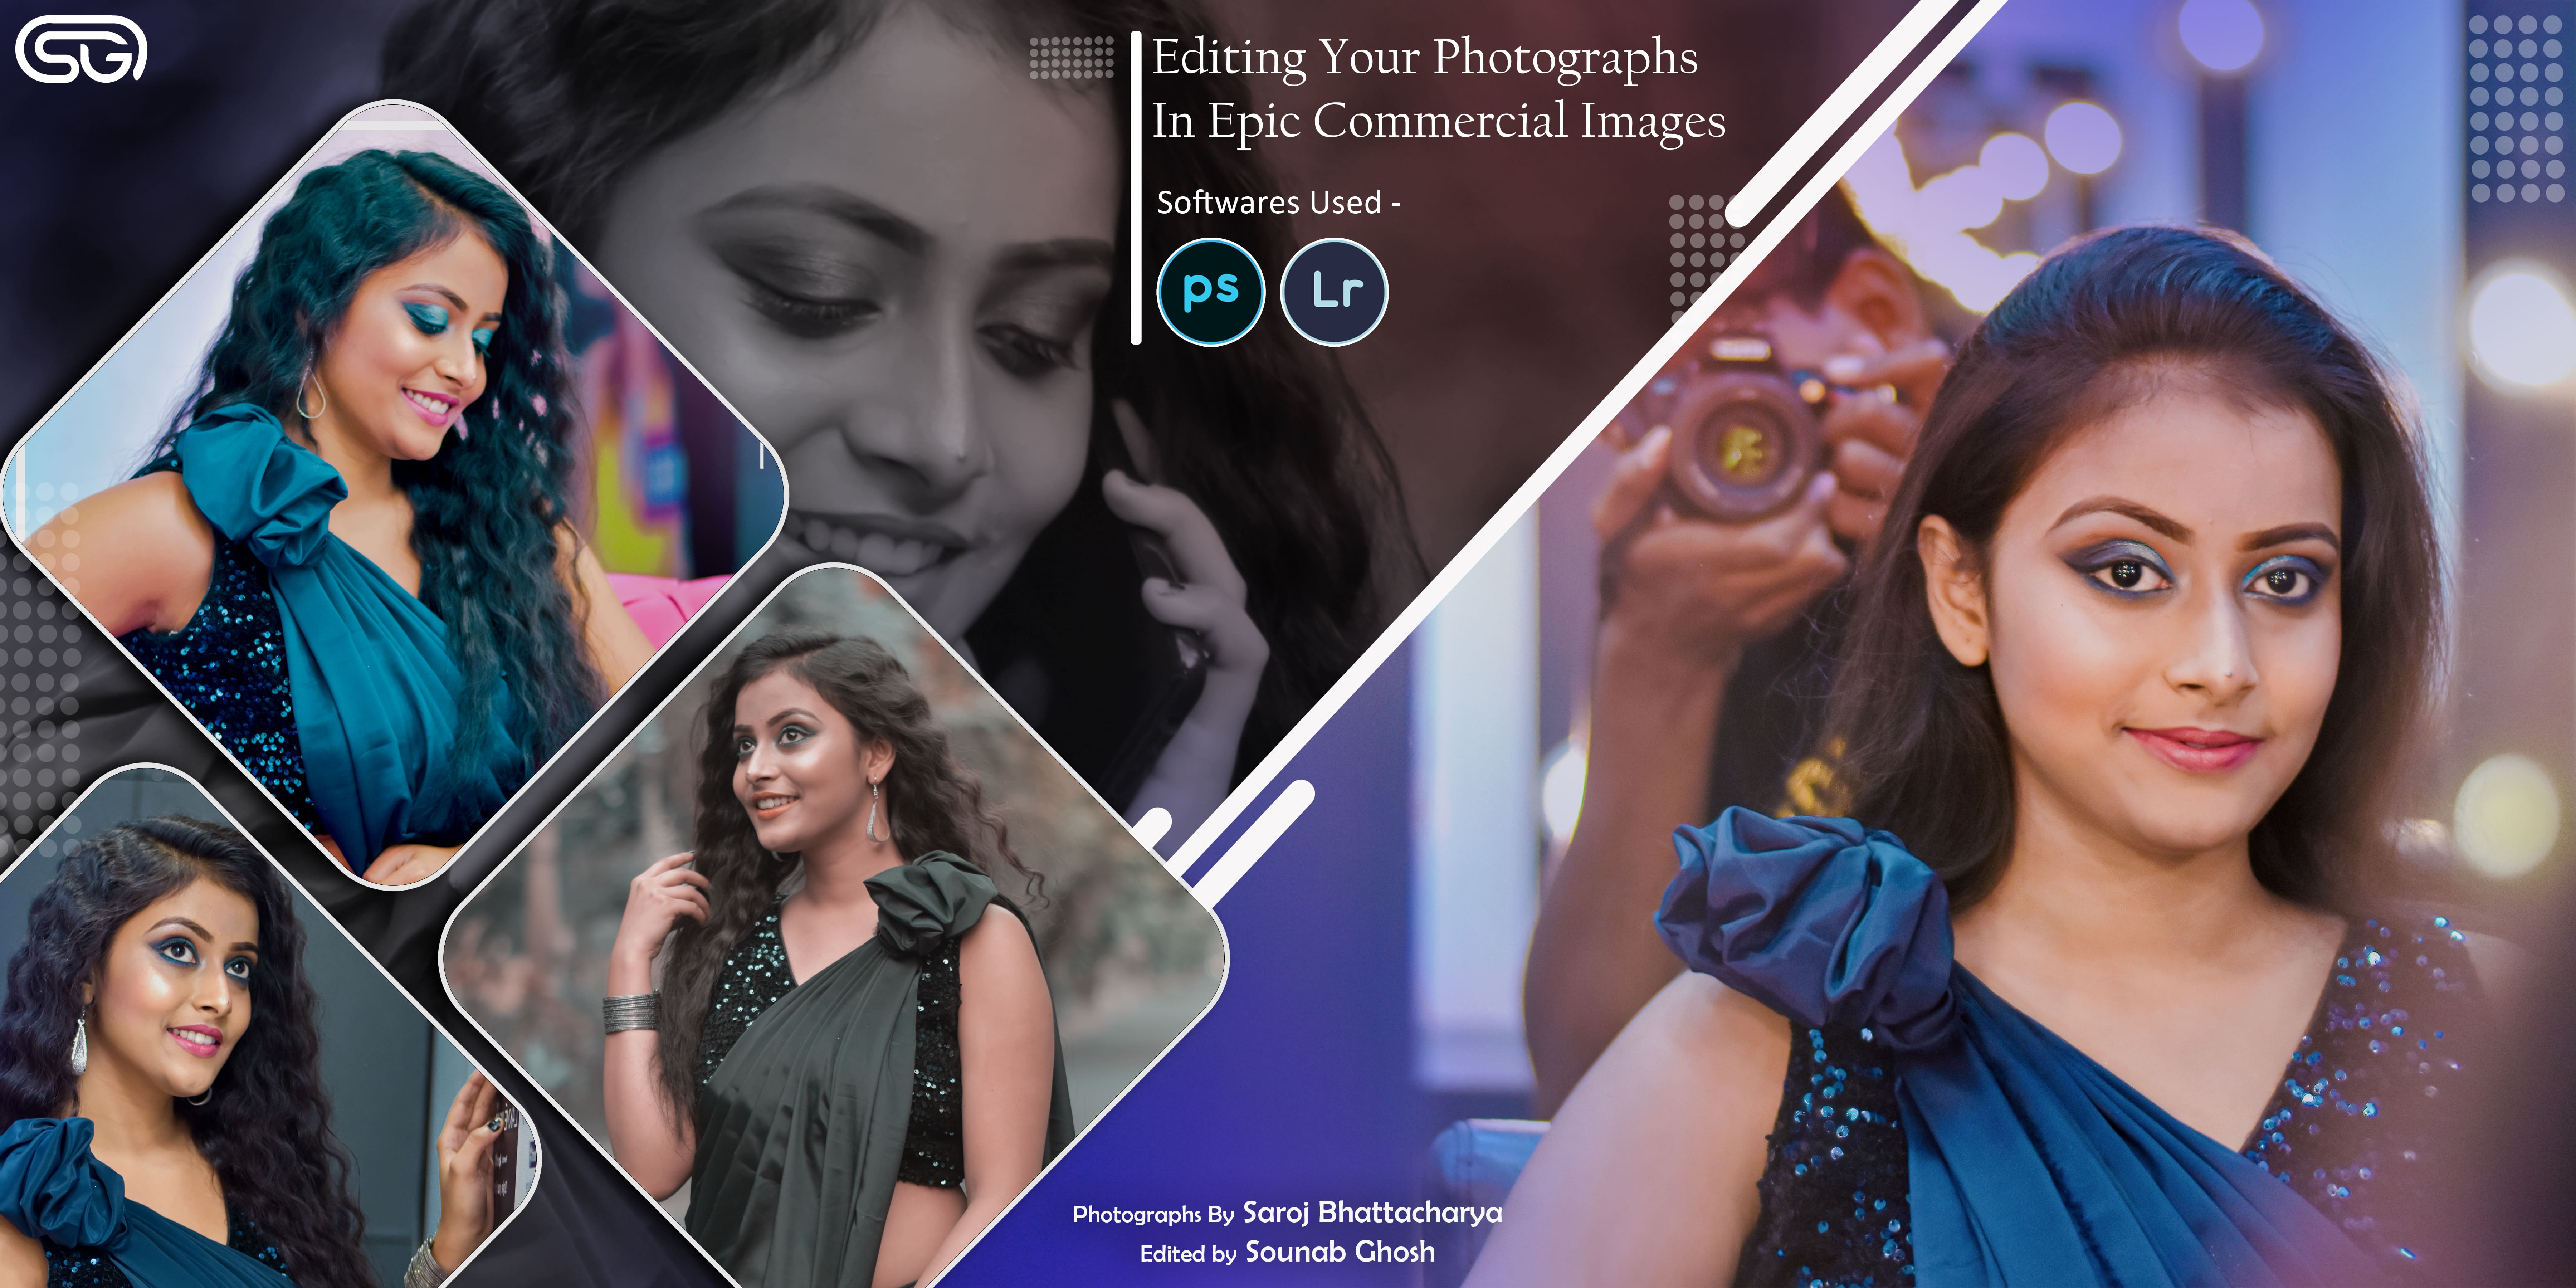 SG
Editing Your Photographs
In Epic Commercial Images
Softwares Used -
ps Lr
Photographs By Saroj Bhattacharya
Edited by Sounab Ghosh